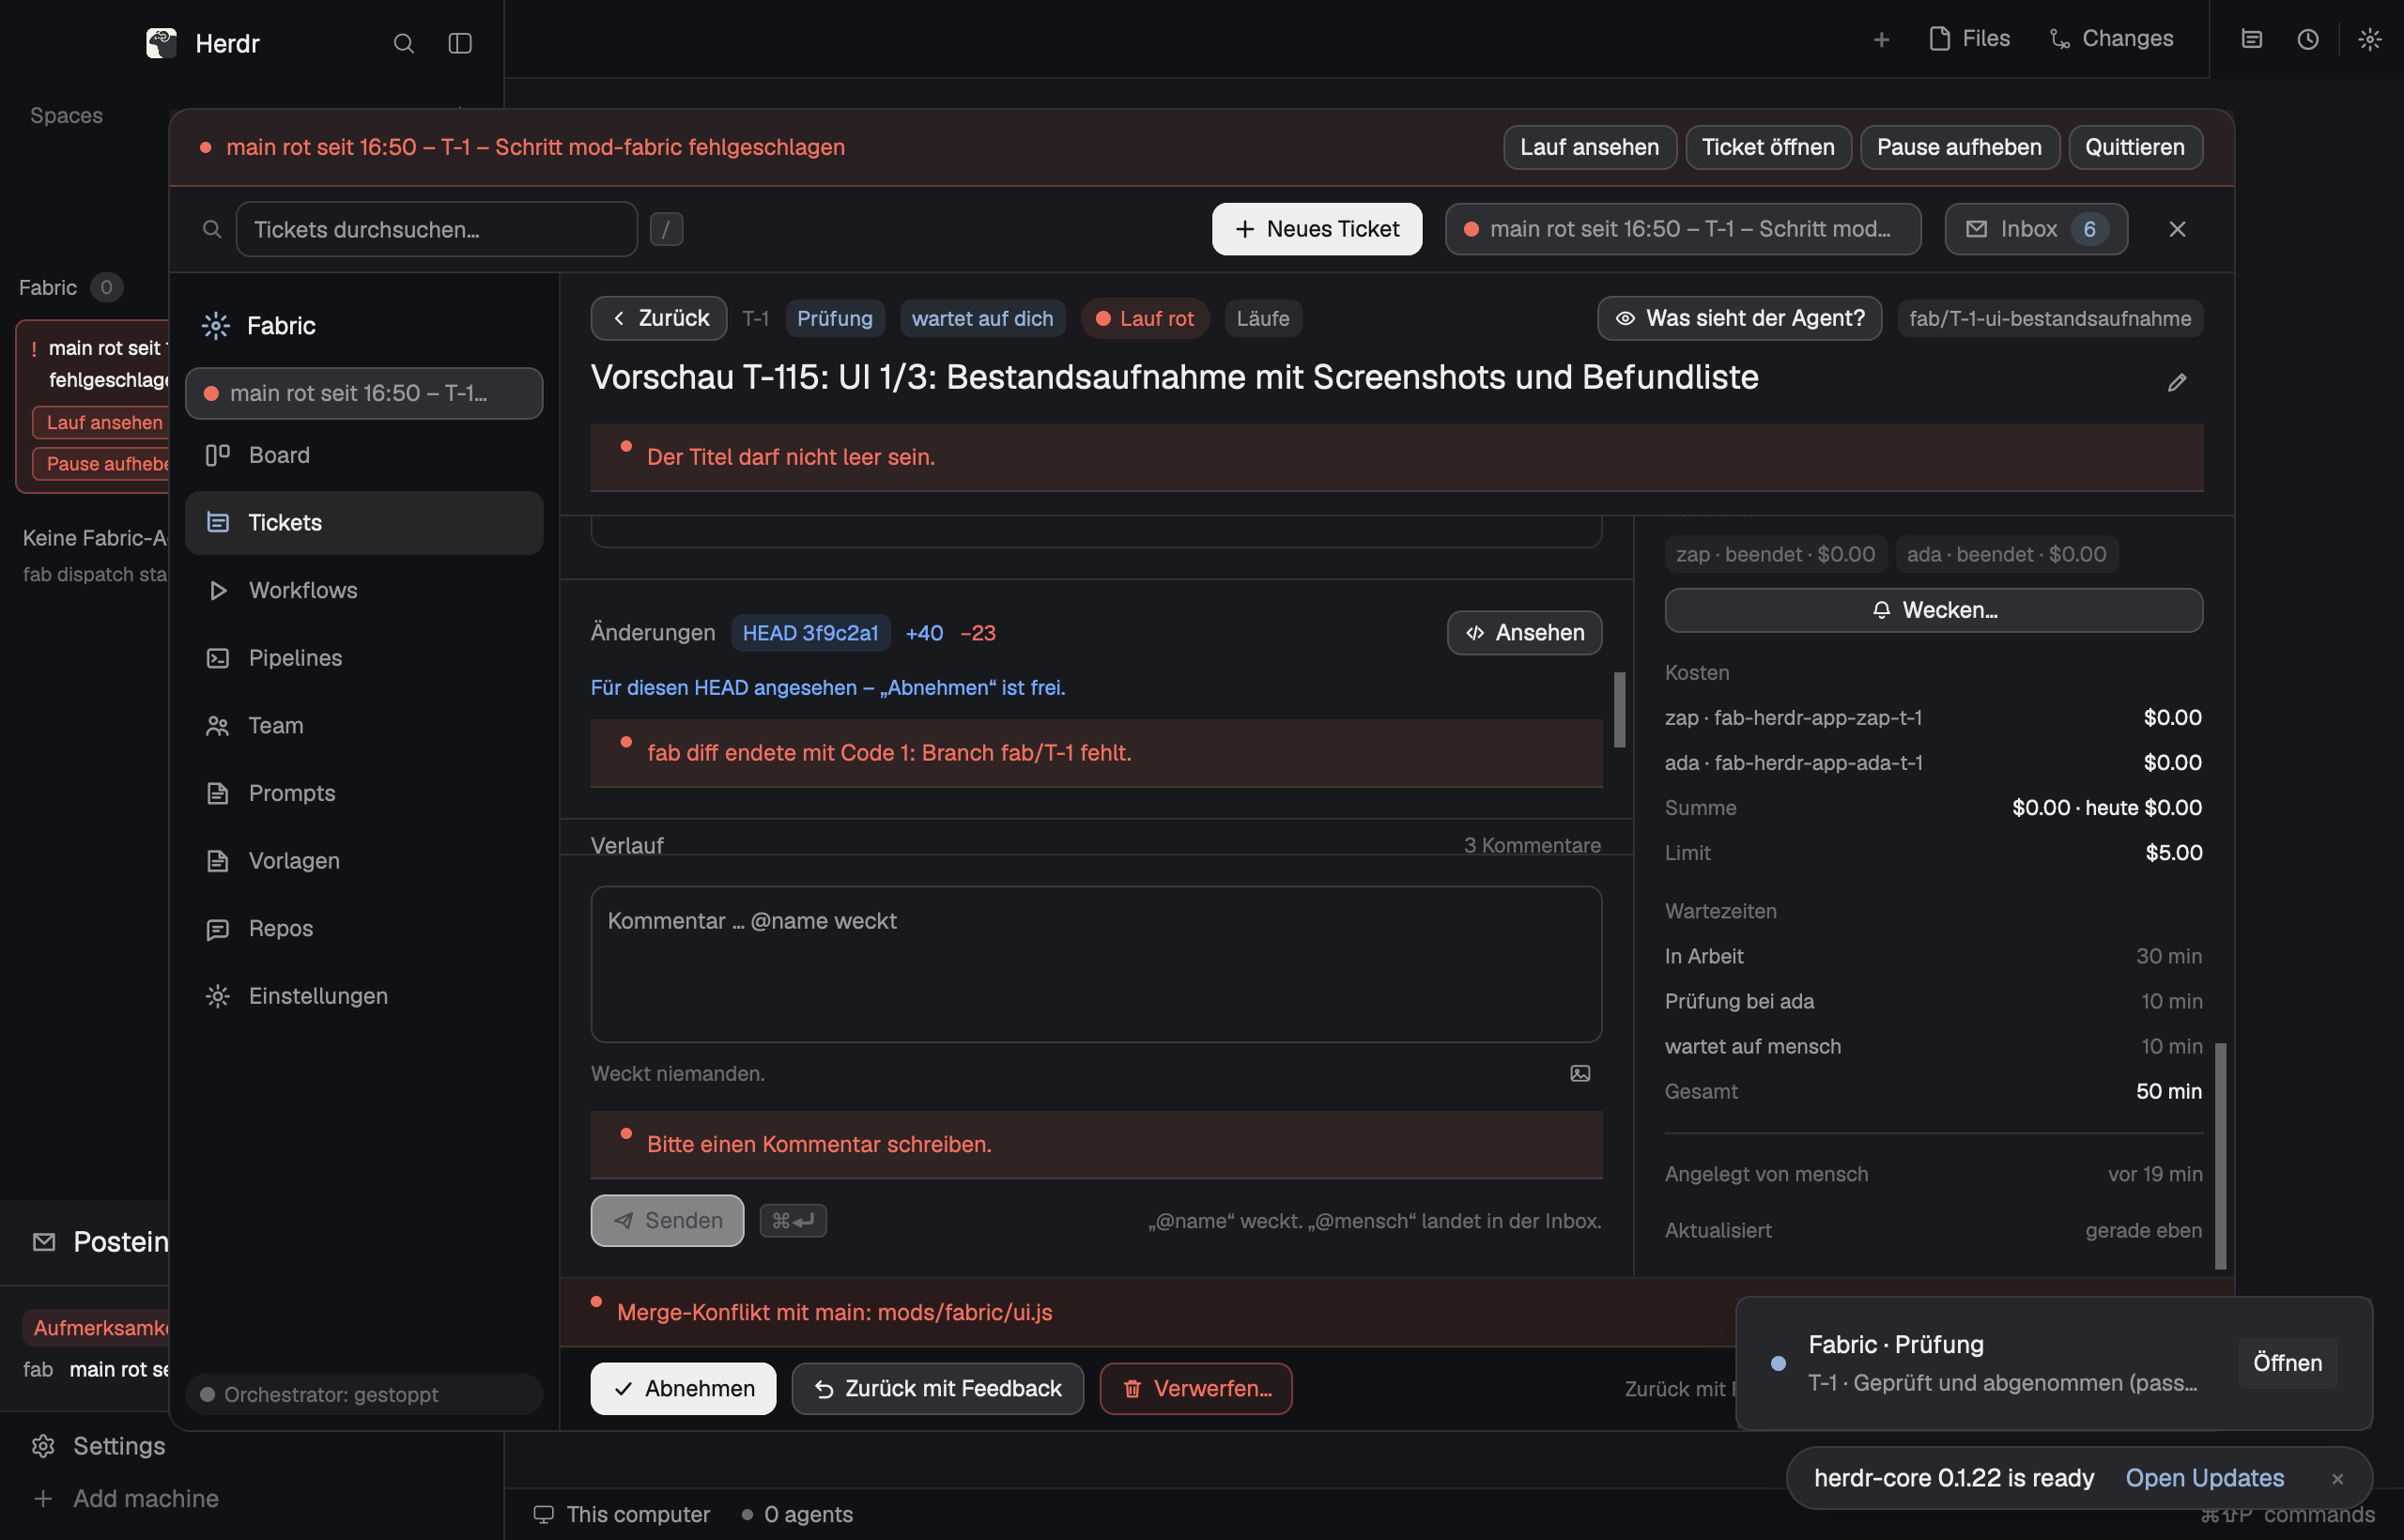 Herdr
Files
Changes
Spaces
main rot seit 16:50 – T-1 – Schritt mod-fabric fehlgeschlagen
Lauf ansehen
Ticket öffnen
Pause aufheben
Quittieren
Tickets durchsuchen…
/
Neues Ticket
main rot seit 16:50 – T-1 – Schritt mod…
Inbox 6
Fabric 0
! main rot seit
fehlgeschlage
Lauf ansehen
Pause aufhebe
Keine Fabric-A
fab dispatch sta
Fabric
main rot seit 16:50 – T-1…
Board
Tickets
Workflows
Pipelines
Team
Prompts
Vorlagen
Repos
Einstellungen
Orchestrator: gestoppt
Zurück
T-1
Prüfung
wartet auf dich
Lauf rot
Läufe
Was sieht der Agent?
fab/T-1-ui-bestandsaufnahme
Vorschau T-115: UI 1/3: Bestandsaufnahme mit Screenshots und Befundliste
Der Titel darf nicht leer sein.
Änderungen HEAD 3f9c2a1 +40 −23
Ansehen
Für diesen HEAD angesehen – „Abnehmen“ ist frei.
fab diff endete mit Code 1: Branch fab/T-1 fehlt.
Verlauf
3 Kommentare
Kommentar … @name weckt
Weckt niemanden.
Bitte einen Kommentar schreiben.
Senden
⌘↵
„@name“ weckt. „@mensch“ landet in der Inbox.
zap · beendet · $0.00
ada · beendet · $0.00
Wecken…
Kosten
zap · fab-herdr-app-zap-t-1 $0.00
ada · fab-herdr-app-ada-t-1 $0.00
Summe $0.00 · heute $0.00
Limit $5.00
Wartezeiten
In Arbeit 30 min
Prüfung bei ada 10 min
wartet auf mensch 10 min
Gesamt 50 min
Angelegt von mensch vor 19 min
Aktualisiert gerade eben
Merge-Konflikt mit main: mods/fabric/ui.js
Abnehmen
Zurück mit Feedback
Verwerfen…
Zurück mit
Fabric · Prüfung
T-1 · Geprüft und abgenommen (pass…
Öffnen
herdr-core 0.1.22 is ready
Open Updates
×
Postein
Aufmerksamke
fab main rot se
Settings
Add machine
This computer
0 agents
⌘⇧P commands